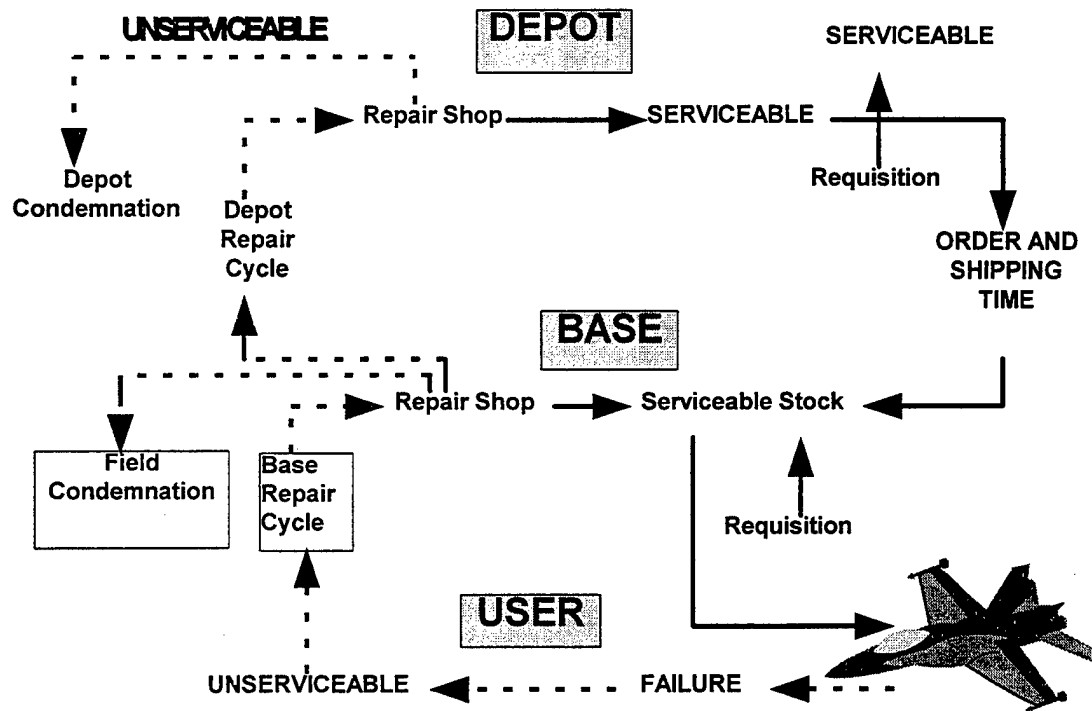 UNSERVICEABLE
DEPOT
SERVICEABLE
Repair Shop
SERVICEABLE
Depot
Condemnation
Depot
Repair
Cycle
Requisition
ORDER AND
SHIPPING
TIME
BASE
Repair Shop
Serviceable Stock
Field
Condemnation
Base
Repair
Cycle
Requisition
USER
UNSERVICEABLE
FAILURE